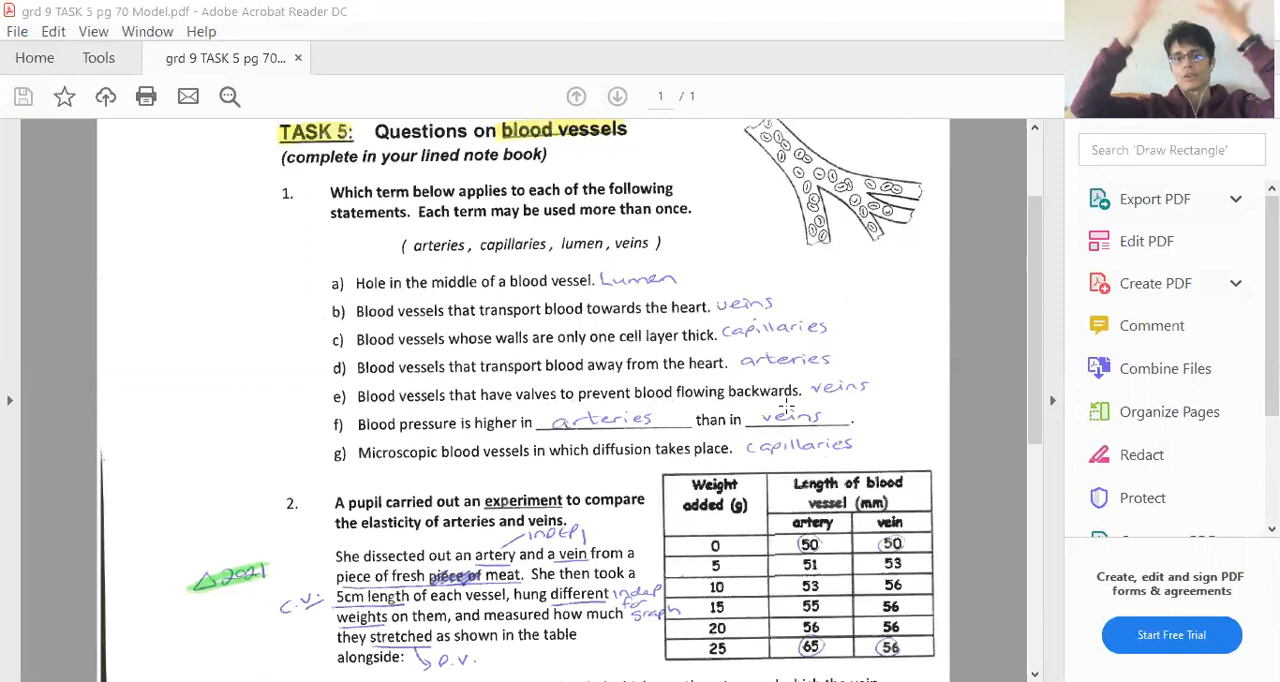 grd 9 TASK 5 pg 70 Model.pdf - Adobe Acrobat Reader DC
File Edit View Window Help
Home Tools grd 9 TASK 5 pg 70... ×
1 / 1
Search 'Draw Rectangle'
Export PDF
Edit PDF
Create PDF
Comment
Combine Files
Organize Pages
Redact
Protect
Create, edit and sign PDF
forms & agreements
Start Free Trial
TASK 5: Questions on blood vessels
(complete in your lined note book)
1. Which term below applies to each of the following
statements. Each term may be used more than once.
( arteries , capillaries , lumen , veins )
a) Hole in the middle of a blood vessel. Lumen
b) Blood vessels that transport blood towards the heart. veins
c) Blood vessels whose walls are only one cell layer thick. capillaries
d) Blood vessels that transport blood away from the heart. arteries
e) Blood vessels that have valves to prevent blood flowing backwards. veins
f) Blood pressure is higher in arteries than in veins.
g) Microscopic blood vessels in which diffusion takes place. capillaries
2. A pupil carried out an experiment to compare
the elasticity of arteries and veins.
indep
She dissected out an artery and a vein from a
piece of fresh meat. She then took a
5cm length of each vessel, hung different indep
for
weights on them, and measured how much graph
they stretched as shown in the table
alongside: D.V.
Δ 2021
C.V.
Weight Length of blood
added (g) vessel (mm)
artery vein
0 50 50
5 51 53
10 53 56
15 55 56
20 56 56
25 65 56